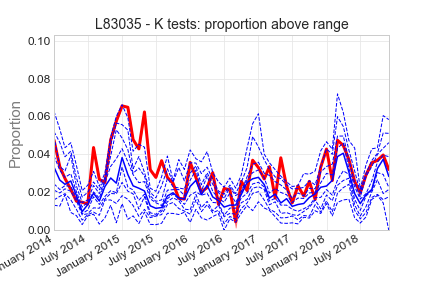 L83035 - K tests: proportion above range
Proportion
0.10
0.08
0.06
0.04
0.02
0.00
nuary 2014
July 2014
January 2015
July 2015
January 2016
July 2016
January 2017
July 2017
January 2018
July 2018